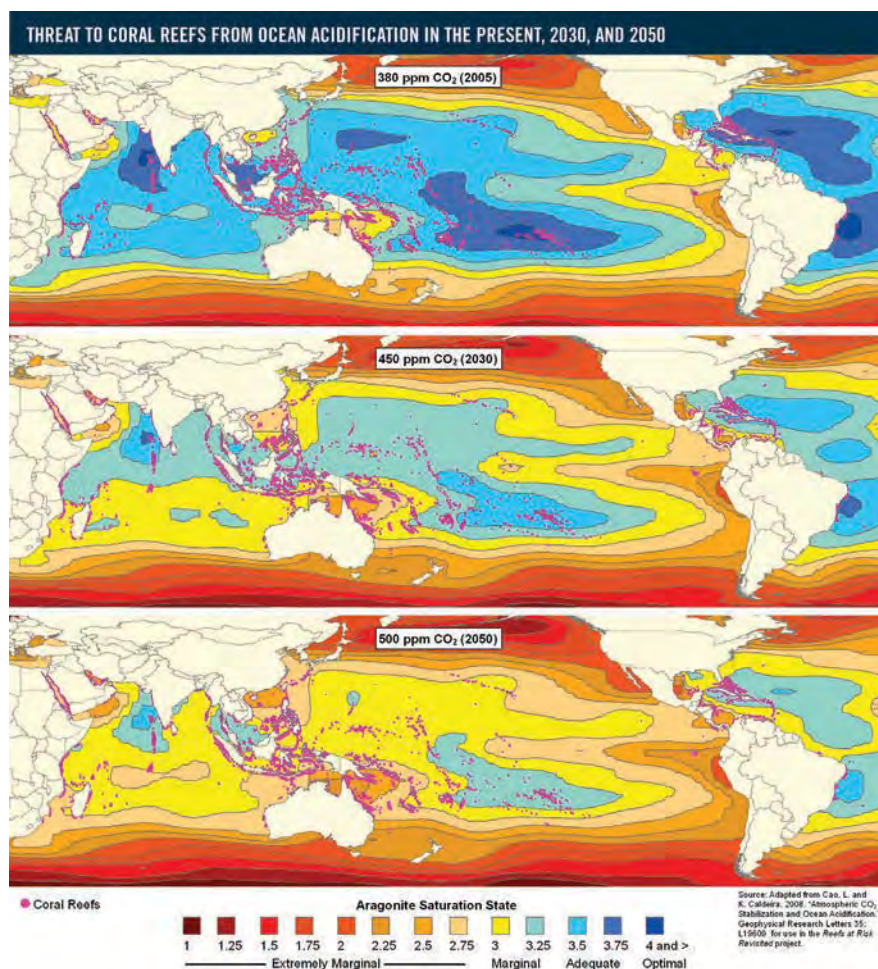 THREAT TO CORAL REEFS FROM OCEAN ACIDIFICATION IN THE PRESENT, 2030, AND 2050
380 ppm CO₂ (2005)
450 ppm CO₂ (2030)
500 ppm CO₂ (2050)
Coral Reefs
Aragonite Saturation State
1 1.25 1.5 1.75 2 2.25 2.5 2.75 3 3.25 3.5 3.75 4 and >
Extremely Marginal Marginal Adequate Optimal
Source: Adapted from Cao, L. and
K. Caldeira. 2008. "Atmospheric CO₂
Stabilization and Ocean Acidification."
Geophysical Research Letters 35:
L19609 for use in the Reefs at Risk
Revisited project.